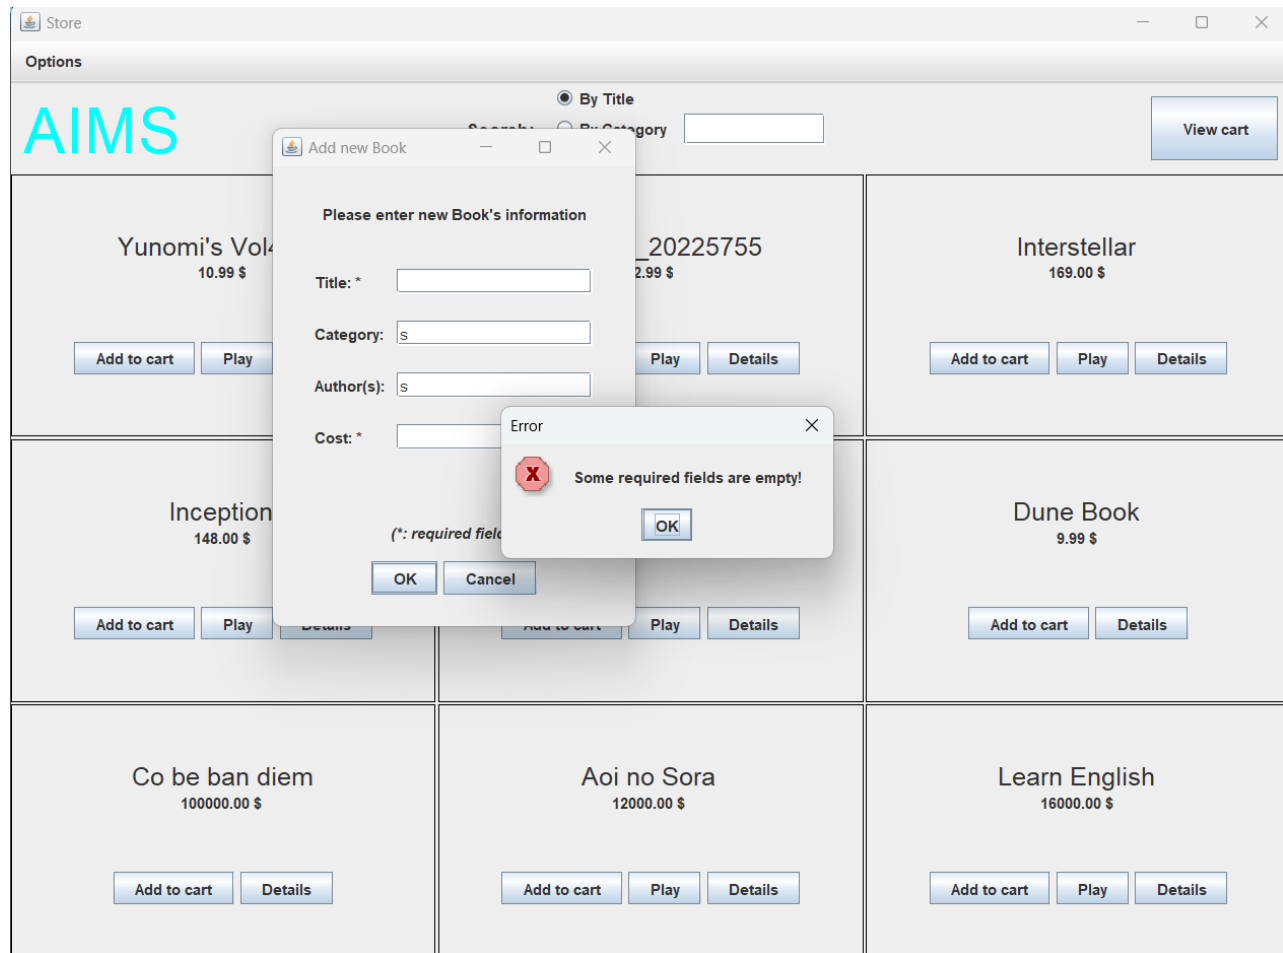 Store
Options
AIMS
By Title
By Category
View cart
Add new Book
Please enter new Book's information
Title: *
Category: s
Author(s): s
Cost: *
(*: required
OK Cancel
Error
X
Some required fields are empty!
OK
Yunomi's
10.99 $
Add to cart Play
_20225755
2.99 $
Play Details
Interstellar
169.00 $
Add to cart Play Details
Inception
148.00 $
Add to cart Play Details
Add to cart Play Details
Dune Book
9.99 $
Add to cart Details
Co be ban diem
100000.00 $
Add to cart Details
Aoi no Sora
12000.00 $
Add to cart Play Details
Learn English
16000.00 $
Add to cart Play Details